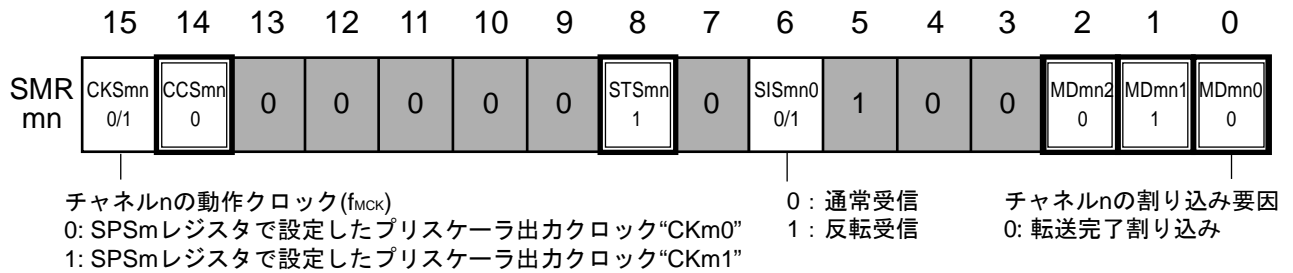 15 14 13 12 11 10 9 8 7 6 5 4 3 2 1 0
SMR
mn
CKSmn CCSmn 0 0 0 0 0 STSmn 0 SISmn0 1 0 0 MDmn2 MDmn1 MDmn0
0/1 0 1 0/1 0 1 0
チャネルnの動作クロック(fMCK)
0: SPSmレジスタで設定したプリスケーラ出力クロック“CKm0”
1: SPSmレジスタで設定したプリスケーラ出力クロック“CKm1”
0：通常受信
1：反転受信
チャネルnの割り込み要因
0: 転送完了割り込み